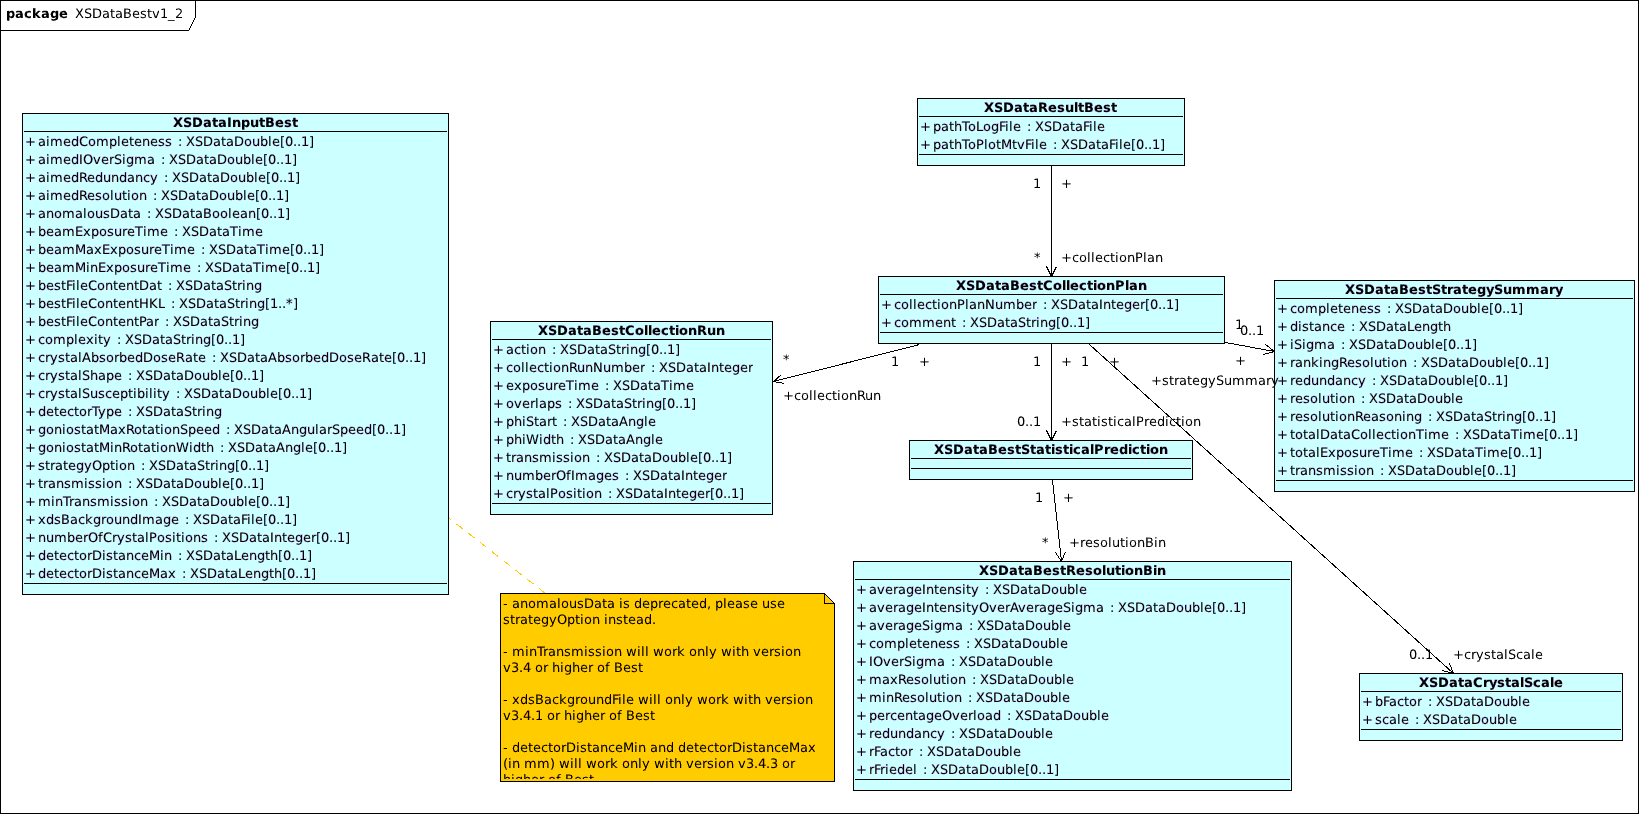 package XSDataBestv1_2
XSDataInputBest
+ aimedCompleteness : XSDataDouble[0..1]
+ aimedIOverSigma : XSDataDouble[0..1]
+ aimedRedundancy : XSDataDouble[0..1]
+ aimedResolution : XSDataDouble[0..1]
+ anomalousData : XSDataBoolean[0..1]
+ beamExposureTime : XSDataTime
+ beamMaxExposureTime : XSDataTime[0..1]
+ beamMinExposureTime : XSDataTime[0..1]
+ bestFileContentDat : XSDataString
+ bestFileContentHKL : XSDataString[1..*]
+ bestFileContentPar : XSDataString
+ complexity : XSDataString[0..1]
+ crystalAbsorbedDoseRate : XSDataAbsorbedDoseRate[0..1]
+ crystalShape : XSDataDouble[0..1]
+ crystalSusceptibility : XSDataDouble[0..1]
+ detectorType : XSDataString
+ goniostatMaxRotationSpeed : XSDataAngularSpeed[0..1]
+ goniostatMinRotationWidth : XSDataAngle[0..1]
+ strategyOption : XSDataString[0..1]
+ transmission : XSDataDouble[0..1]
+ minTransmission : XSDataDouble[0..1]
+ xdsBackgroundImage : XSDataFile[0..1]
+ numberOfCrystalPositions : XSDataInteger[0..1]
+ detectorDistanceMin : XSDataLength[0..1]
+ detectorDistanceMax : XSDataLength[0..1]
- anomalousData is deprecated, please use
strategyOption instead.
- minTransmission will work only with version
v3.4 or higher of Best
- xdsBackgroundFile will only work with version
v3.4.1 or higher of Best
- detectorDistanceMin and detectorDistanceMax
(in mm) will work only with version v3.4.3 or
higher of Best
XSDataBestCollectionRun
+ action : XSDataString[0..1]
+ collectionRunNumber : XSDataInteger
+ exposureTime : XSDataTime
+ overlaps : XSDataString[0..1]
+ phiStart : XSDataAngle
+ phiWidth : XSDataAngle
+ transmission : XSDataDouble[0..1]
+ numberOfImages : XSDataInteger
+ crystalPosition : XSDataInteger[0..1]
XSDataResultBest
+ pathToLogFile : XSDataFile
+ pathToPlotMtvFile : XSDataFile[0..1]
1 +
* +collectionPlan
XSDataBestCollectionPlan
+ collectionPlanNumber : XSDataInteger[0..1]
+ comment : XSDataString[0..1]
1 +
*
+collectionRun
1 +
0..1 +statisticalPrediction
1 +
0..1 +crystalScale
1
0..1
+
+strategySummary
XSDataBestStatisticalPrediction
1 +
* +resolutionBin
XSDataBestResolutionBin
+ averageIntensity : XSDataDouble
+ averageIntensityOverAverageSigma : XSDataDouble[0..1]
+ averageSigma : XSDataDouble
+ completeness : XSDataDouble
+ IOverSigma : XSDataDouble
+ maxResolution : XSDataDouble
+ minResolution : XSDataDouble
+ percentageOverload : XSDataDouble
+ redundancy : XSDataDouble
+ rFactor : XSDataDouble
+ rFriedel : XSDataDouble[0..1]
XSDataBestStrategySummary
+ completeness : XSDataDouble[0..1]
+ distance : XSDataLength
+ iSigma : XSDataDouble[0..1]
+ rankingResolution : XSDataDouble[0..1]
+ redundancy : XSDataDouble[0..1]
+ resolution : XSDataDouble
+ resolutionReasoning : XSDataString[0..1]
+ totalDataCollectionTime : XSDataTime[0..1]
+ totalExposureTime : XSDataTime[0..1]
+ transmission : XSDataDouble[0..1]
XSDataCrystalScale
+ bFactor : XSDataDouble
+ scale : XSDataDouble